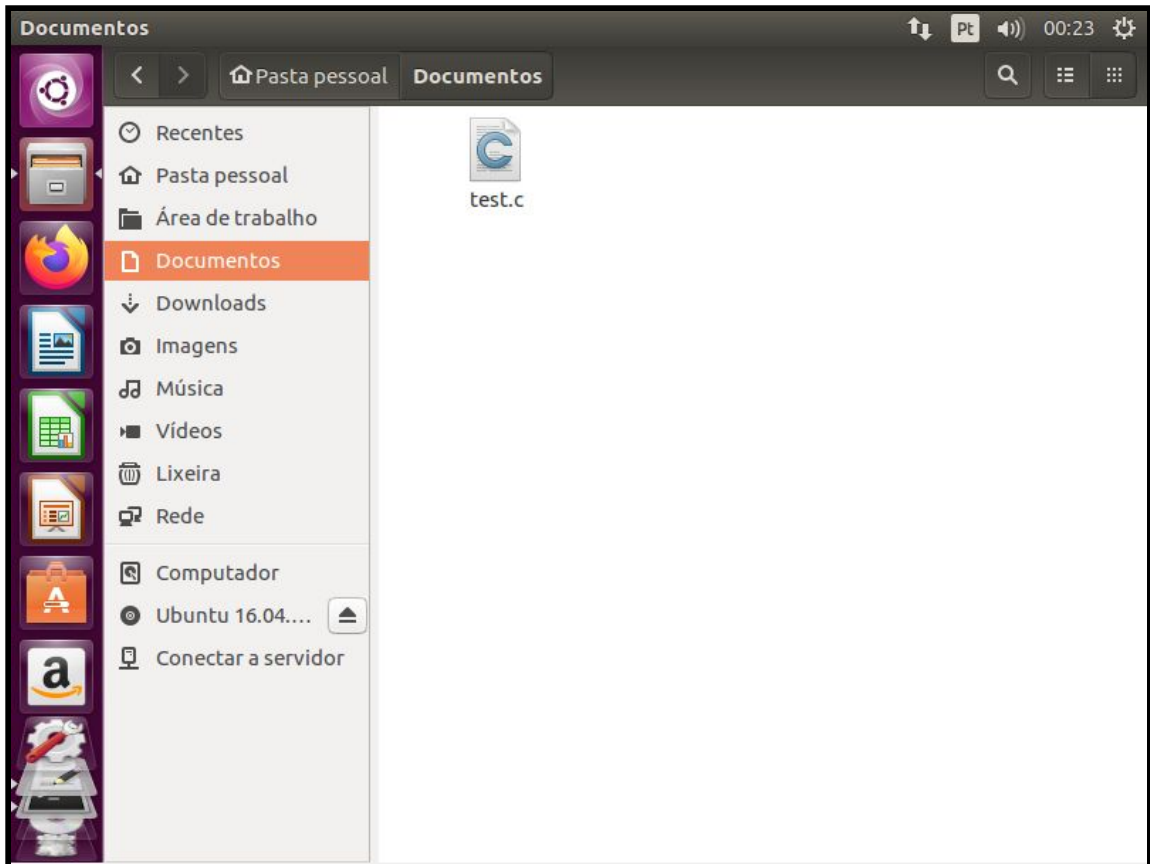 Documentos
Pt
00:23
Pasta pessoal
Documentos
Recentes
Pasta pessoal
Área de trabalho
Documentos
Downloads
Imagens
Música
Vídeos
Lixeira
Rede
Computador
Ubuntu 16.04....
Conectar a servidor
test.c